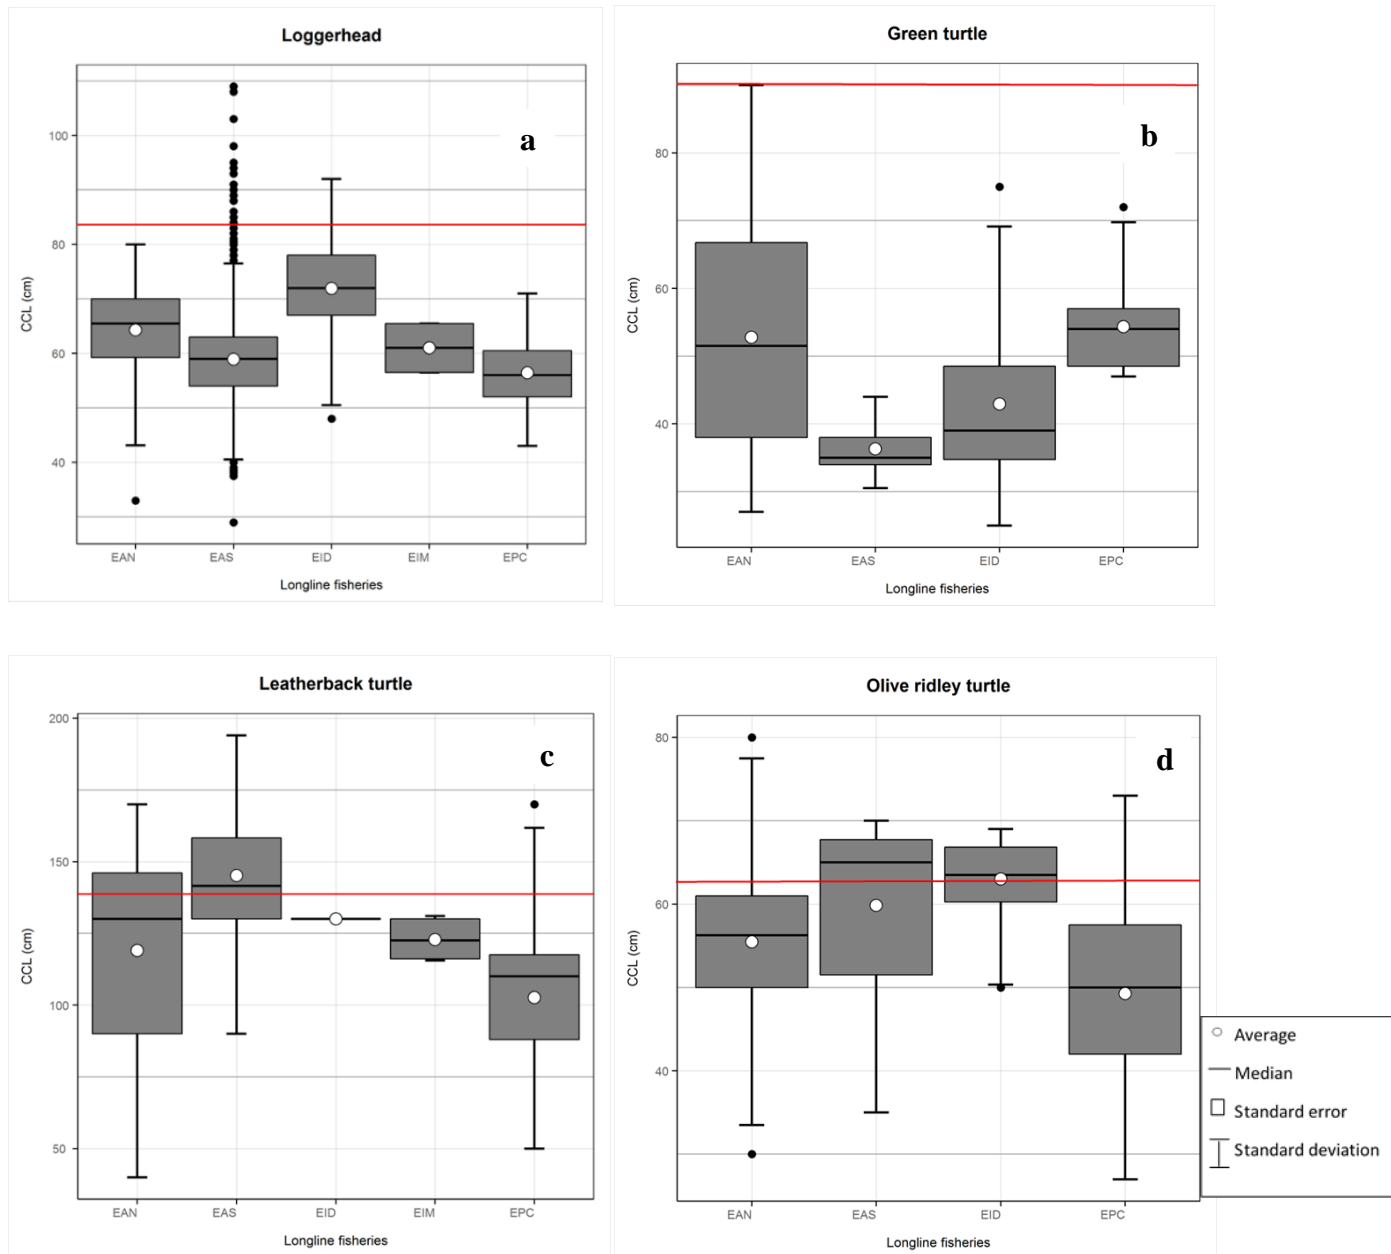 Loggerhead
a
CCL (cm)
100
80
60
40
EAN EAS EID EIM EPC
Longline fisheries
Green turtle
b
CCL (cm)
80
60
40
EAN EAS EID EPC
Longline fisheries
Leatherback turtle
c
CCL (cm)
200
150
100
50
EAN EAS EID EIM EPC
Longline fisheries
Olive ridley turtle
d
CCL (cm)
80
60
40
EAN EAS EID EPC
Longline fisheries
Average
Median
Standard error
Standard deviation